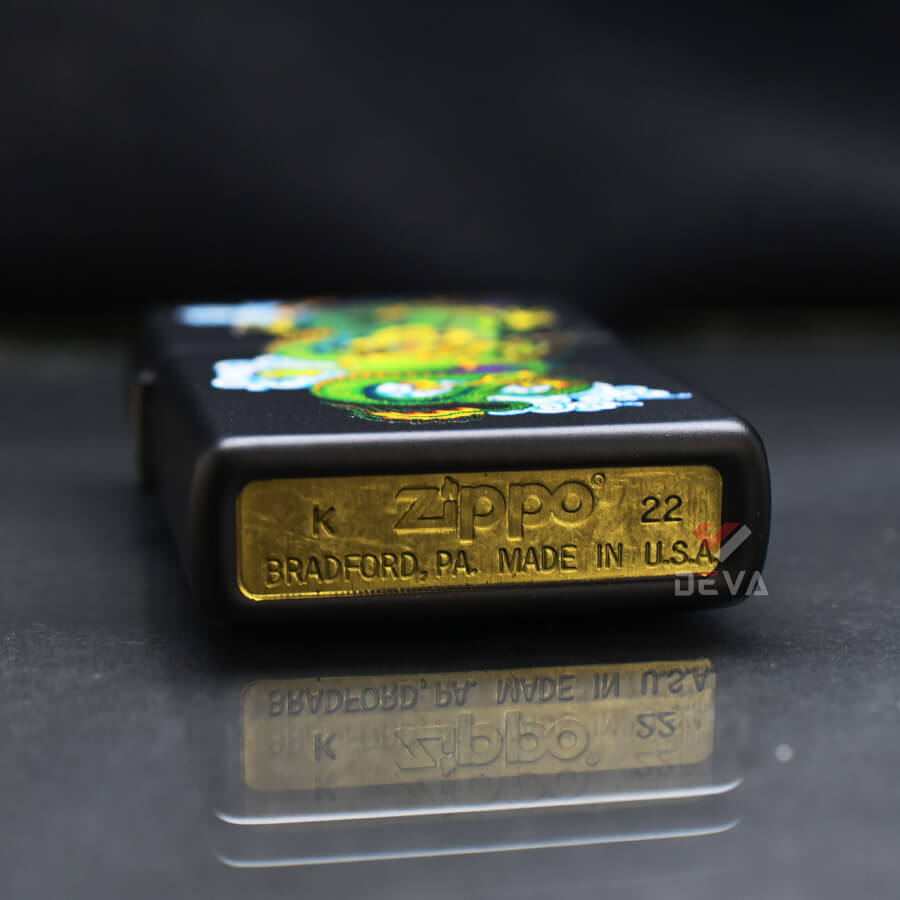 K Zippo® 22
BRADFORD, PA. MADE IN U.S.A.
DEVA